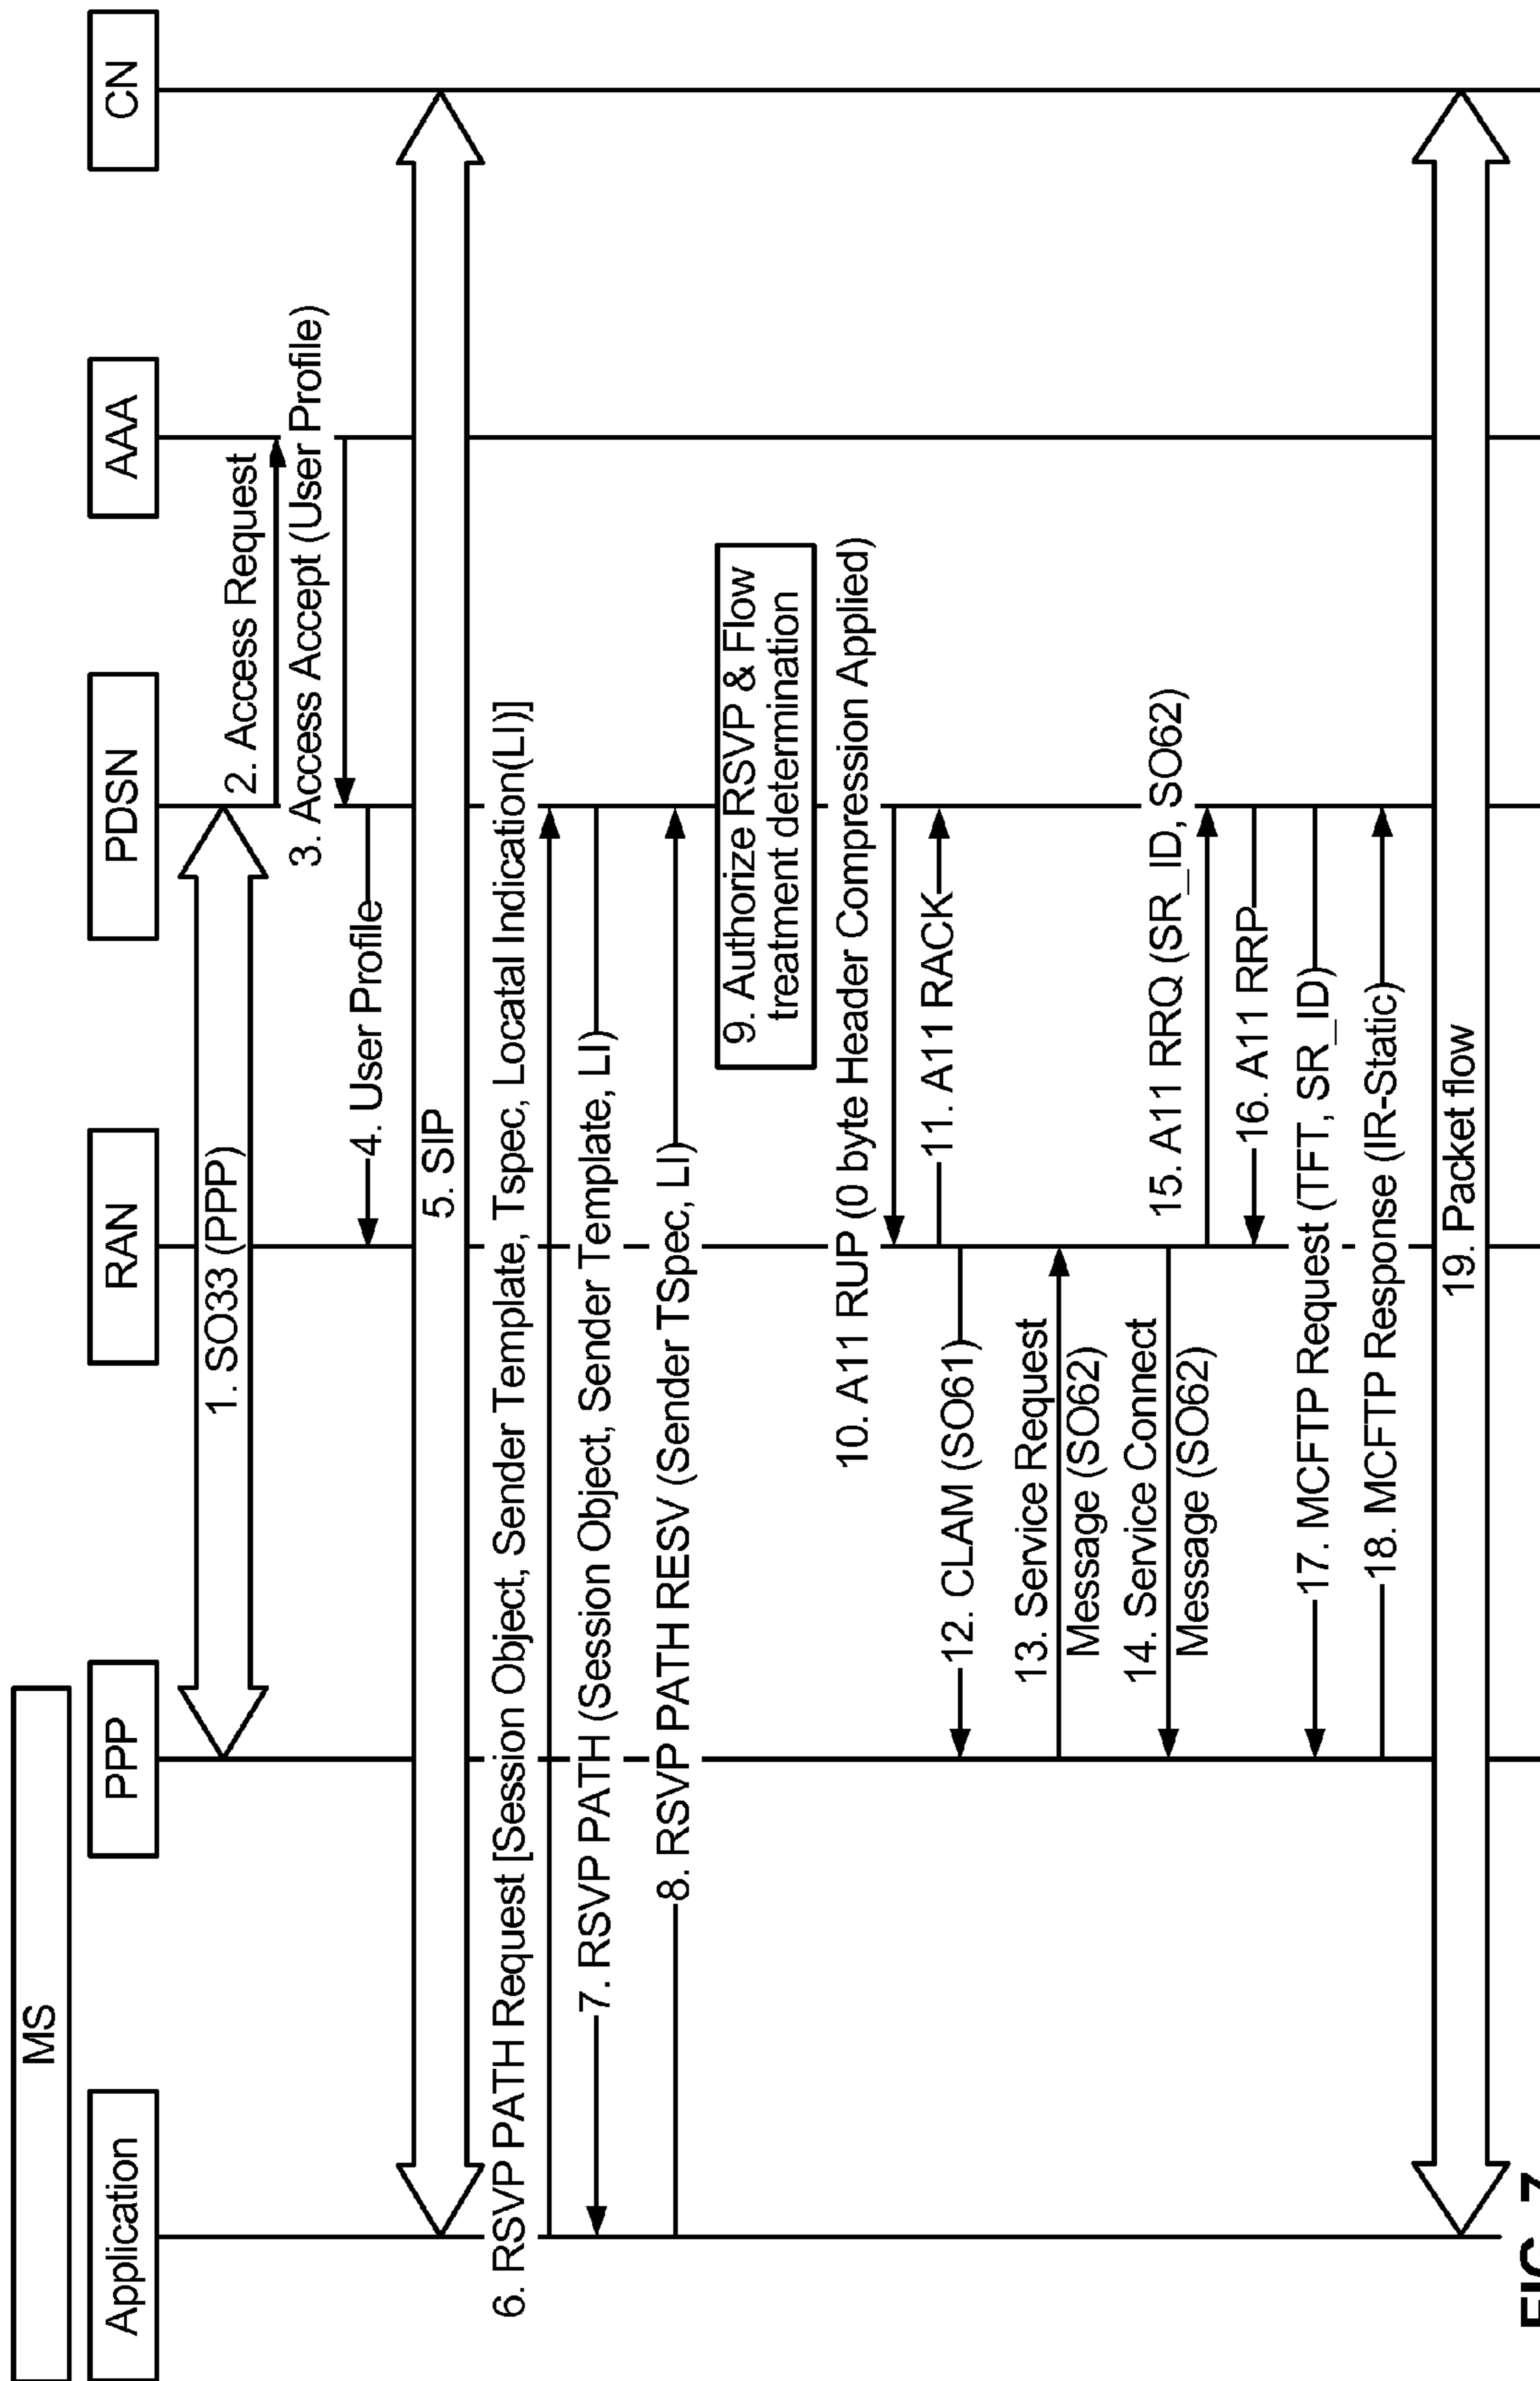 MS
Application
PPP
RAN
PDSN
AAA
CN
1. SO33 (PPP)
2. Access Request
3. Access Accept (User Profile)
4. User Profile
5. SIP
6. RSVP PATH Request [Session Object, Sender Template, Tspec, Locatal Indication(LI)]
7. RSVP PATH (Session Object, Sender Template, LI)
8. RSVP PATH RESV (Sender TSpec, LI)
9. Authorize RSVP & Flow
treatment determination
10. A11 RUP (0 byte Header Compression Applied)
11. A11 RACK
12. CLAM (SO61)
13. Service Request
Message (SO62)
14. Service Connect
Message (SO62)
15. A11 RRQ (SR_ID, SO62)
16. A11 RRP
17. MCFTP Request (TFT, SR_ID)
18. MCFTP Response (IR-Static)
19. Packet flow
FIG. 7